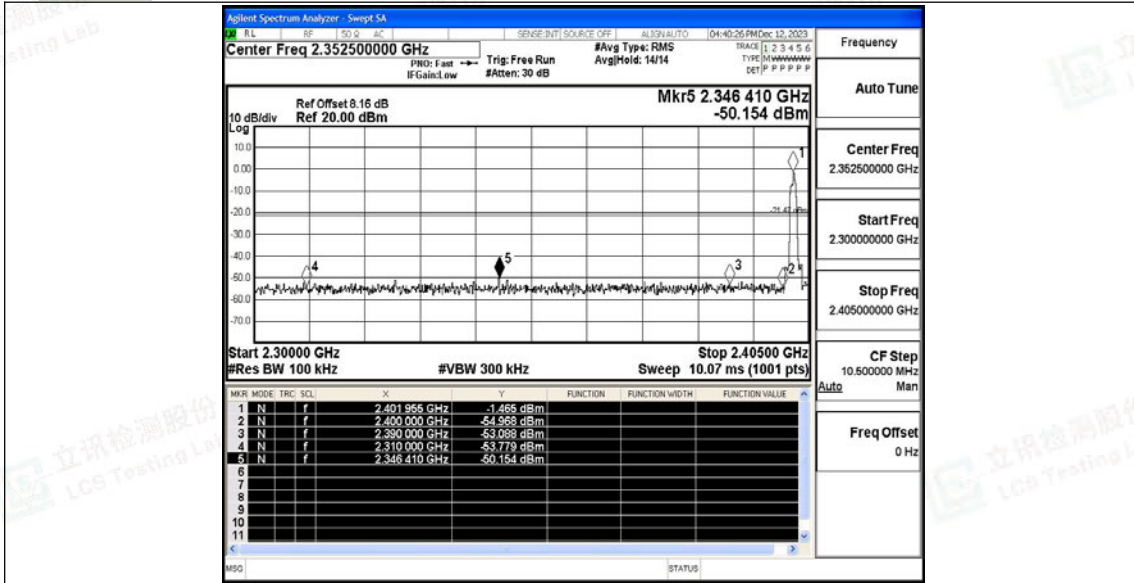 Agilent Spectrum Analyzer - Swept SA
RL RF 50 Ω AC SENSE:INT SOURCE OFF ALIGN AUTO 04:40:26 PM Dec 12, 2023
Center Freq 2.352500000 GHz
PNO: Fast
IFGain:Low
Trig: Free Run
#Atten: 30 dB
#Avg Type: RMS
Avg|Hold: 14/14
TRACE 1 2 3 4 5 6
TYPE M
DET P P P P P P
Frequency
Mkr5 2.346 410 GHz
-50.154 dBm
Ref Offset 8.16 dB
10 dB/div Ref 20.00 dBm
Log
10.0
0.00
-10.0
-20.0
-30.0
-40.0
-50.0
-60.0
-70.0
-21.47 dBm
1
2
3
4
5
Start 2.30000 GHz Stop 2.40500 GHz
#Res BW 100 kHz #VBW 300 kHz Sweep 10.07 ms (1001 pts)
MKR MODE TRC SCL X Y FUNCTION FUNCTION WIDTH FUNCTION VALUE
1 N f 2.401 955 GHz -1.465 dBm
2 N f 2.400 000 GHz -54.968 dBm
3 N f 2.390 000 GHz -53.088 dBm
4 N f 2.310 000 GHz -53.779 dBm
5 N f 2.346 410 GHz -50.154 dBm
6
7
8
9
10
11
MSG STATUS
Auto Tune
Center Freq
2.352500000 GHz
Start Freq
2.300000000 GHz
Stop Freq
2.405000000 GHz
CF Step
10.500000 MHz
Auto Man
Freq Offset
0 Hz
立讯检测股份
LCS Testing Lab